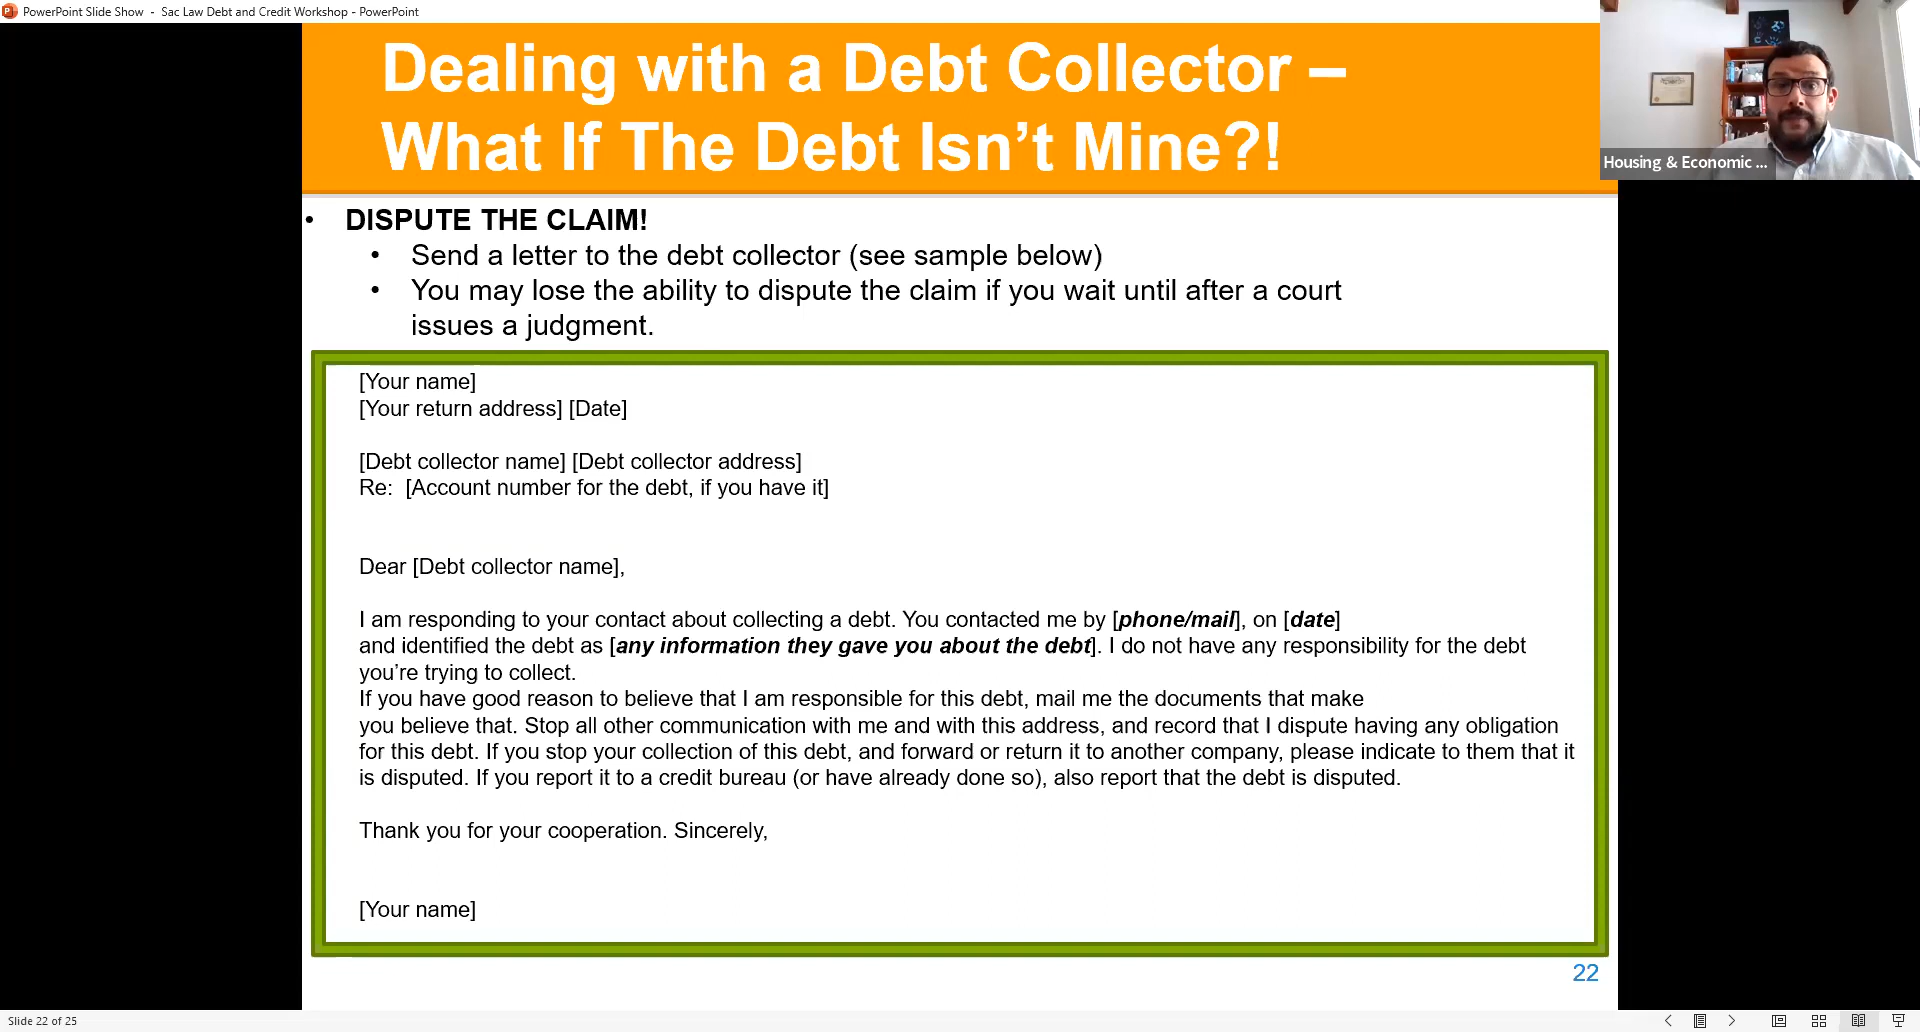 PowerPoint Slide Show - Sac Law Debt and Credit Workshop - PowerPoint
Dealing with a Debt Collector –
What If The Debt Isn’t Mine?!
Housing & Economic ...
• DISPUTE THE CLAIM!
• Send a letter to the debt collector (see sample below)
• You may lose the ability to dispute the claim if you wait until after a court
issues a judgment.
[Your name]
[Your return address] [Date]
[Debt collector name] [Debt collector address]
Re: [Account number for the debt, if you have it]
Dear [Debt collector name],
I am responding to your contact about collecting a debt. You contacted me by [phone/mail], on [date]
and identified the debt as [any information they gave you about the debt]. I do not have any responsibility for the debt
you’re trying to collect.
If you have good reason to believe that I am responsible for this debt, mail me the documents that make
you believe that. Stop all other communication with me and with this address, and record that I dispute having any obligation
for this debt. If you stop your collection of this debt, and forward or return it to another company, please indicate to them that it
is disputed. If you report it to a credit bureau (or have already done so), also report that the debt is disputed.
Thank you for your cooperation. Sincerely,
[Your name]
22
Slide 22 of 25